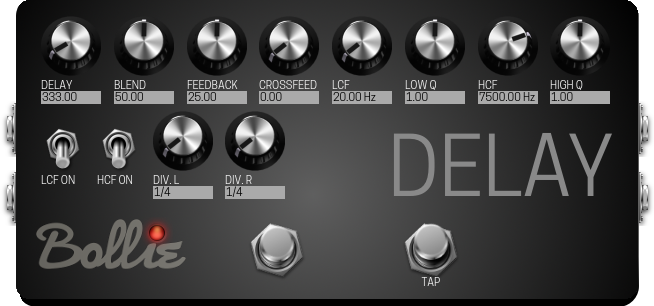 DELAY BLEND FEEDBACK CROSSFEED LCF LOW Q HCF HIGH Q
333.00 50.00 25.00 0.00 20.00 Hz 1.00 7500.00 Hz 1.00
DELAY
LCF ON HCF ON DIV. L DIV. R
1/4 1/4
Bollie
TAP